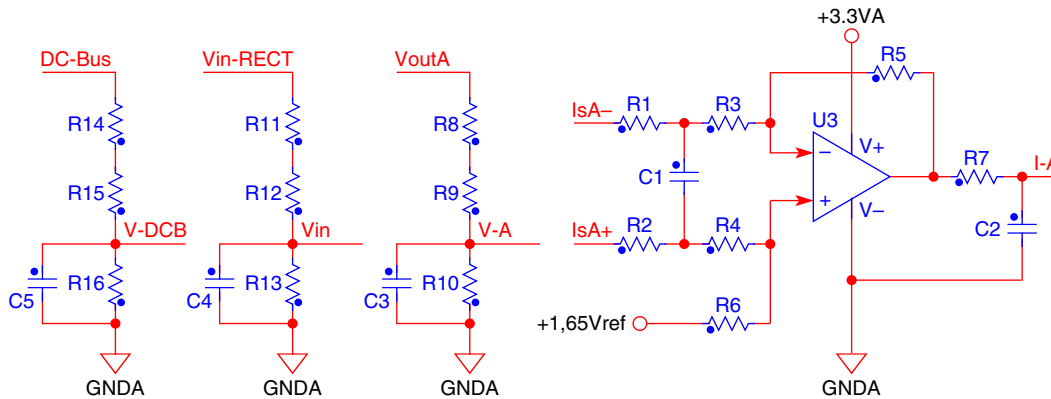 +3.3VA
DC-Bus
Vin-RECT
VoutA
R5
IsA−
R1
R3
U3
R14
R11
R8
V+
−
R7
I-A
R15
R12
R9
C1
+
V−
C2
V-DCB
Vin
V-A
IsA+
R2
R4
C5
R16
C4
R13
C3
R10
R6
+1,65Vref
GNDA
GNDA
GNDA
GNDA